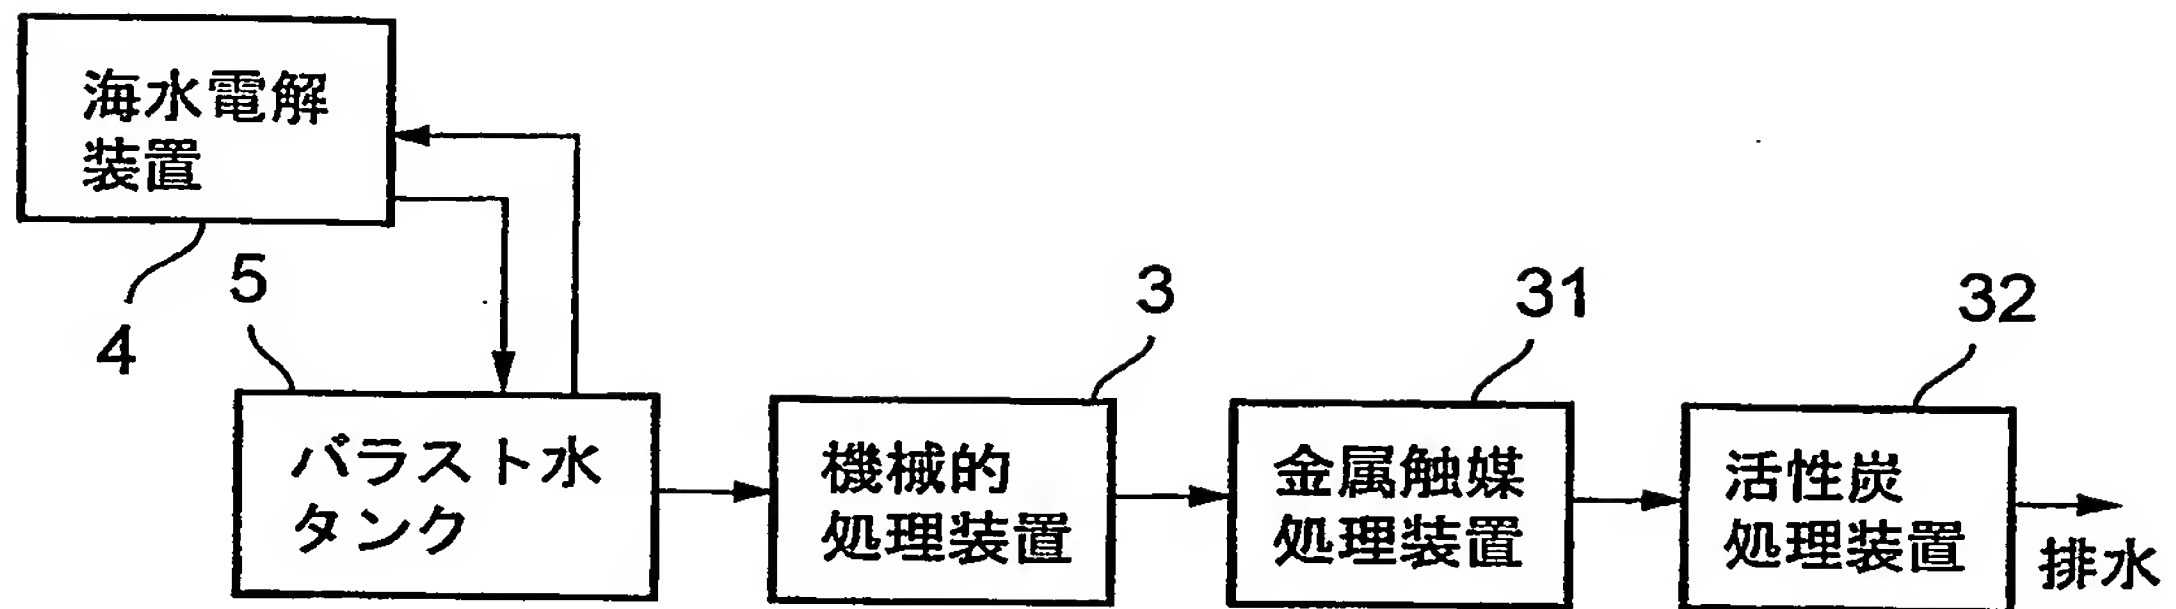 海水電解
装置
4
5
バラスト水
タンク
3
機械的
処理装置
31
金属触媒
処理装置
32
活性炭
処理装置
排水